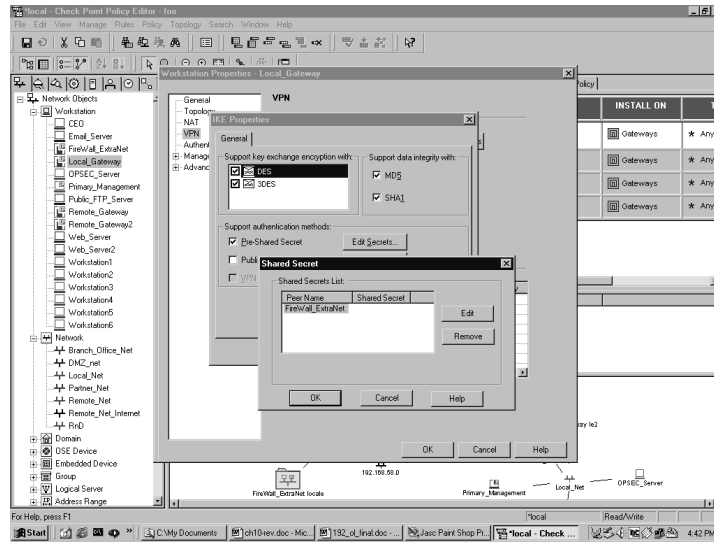 *local - Check Point Policy Editor - foo
File Edit View Manage Rules Policy Topology Search Window Help
Workstation Properties - Local_Gateway
Policy
General
Topology
NAT
VPN
VPN
IKE Properties
General
Support key exchange encryption with:
DES
3DES
Support data integrity with:
MD5
SHA1
Support authentication methods:
Pre-Shared Secret
Edit Secrets...
Shared Secret
Shared Secrets List:
Peer Name Shared Secret
FireWall_ExtraNet
Edit
Remove
OK Cancel Help
OK Cancel Help
Network Objects
Workstation
CEO
Email_Server
FireWall_ExtraNet
Local_Gateway
OPSEC_Server
Primary_Management
Public_FTP_Server
Remote_Gateway
Remote_Gateway2
Web_Server
Web_Server2
Workstation1
Workstation2
Workstation3
Workstation4
Workstation5
Workstation6
Network
Branch_Office_Net
DMZ_net
Local_Net
Partner_Net
Remote_Net
Remote_Net_Internet
RnD
Domain
OSE Device
Embedded Device
Group
Logical Server
Address Range
INSTALL ON
Gateways
Any
Gateways
Any
Gateways
Any
Gateways
Any
192.168.58.0
FireWall_ExtraNet locale
Primary_Management
Local_Net
OPSEC_Server
For Help, press F1
*local
Read/Write
Start
C:\My Documents
ch10-rev.doc - Mic...
192_ol_final.doc - ...
Jasc Paint Shop Pr...
*local - Check ...
4:42 PM